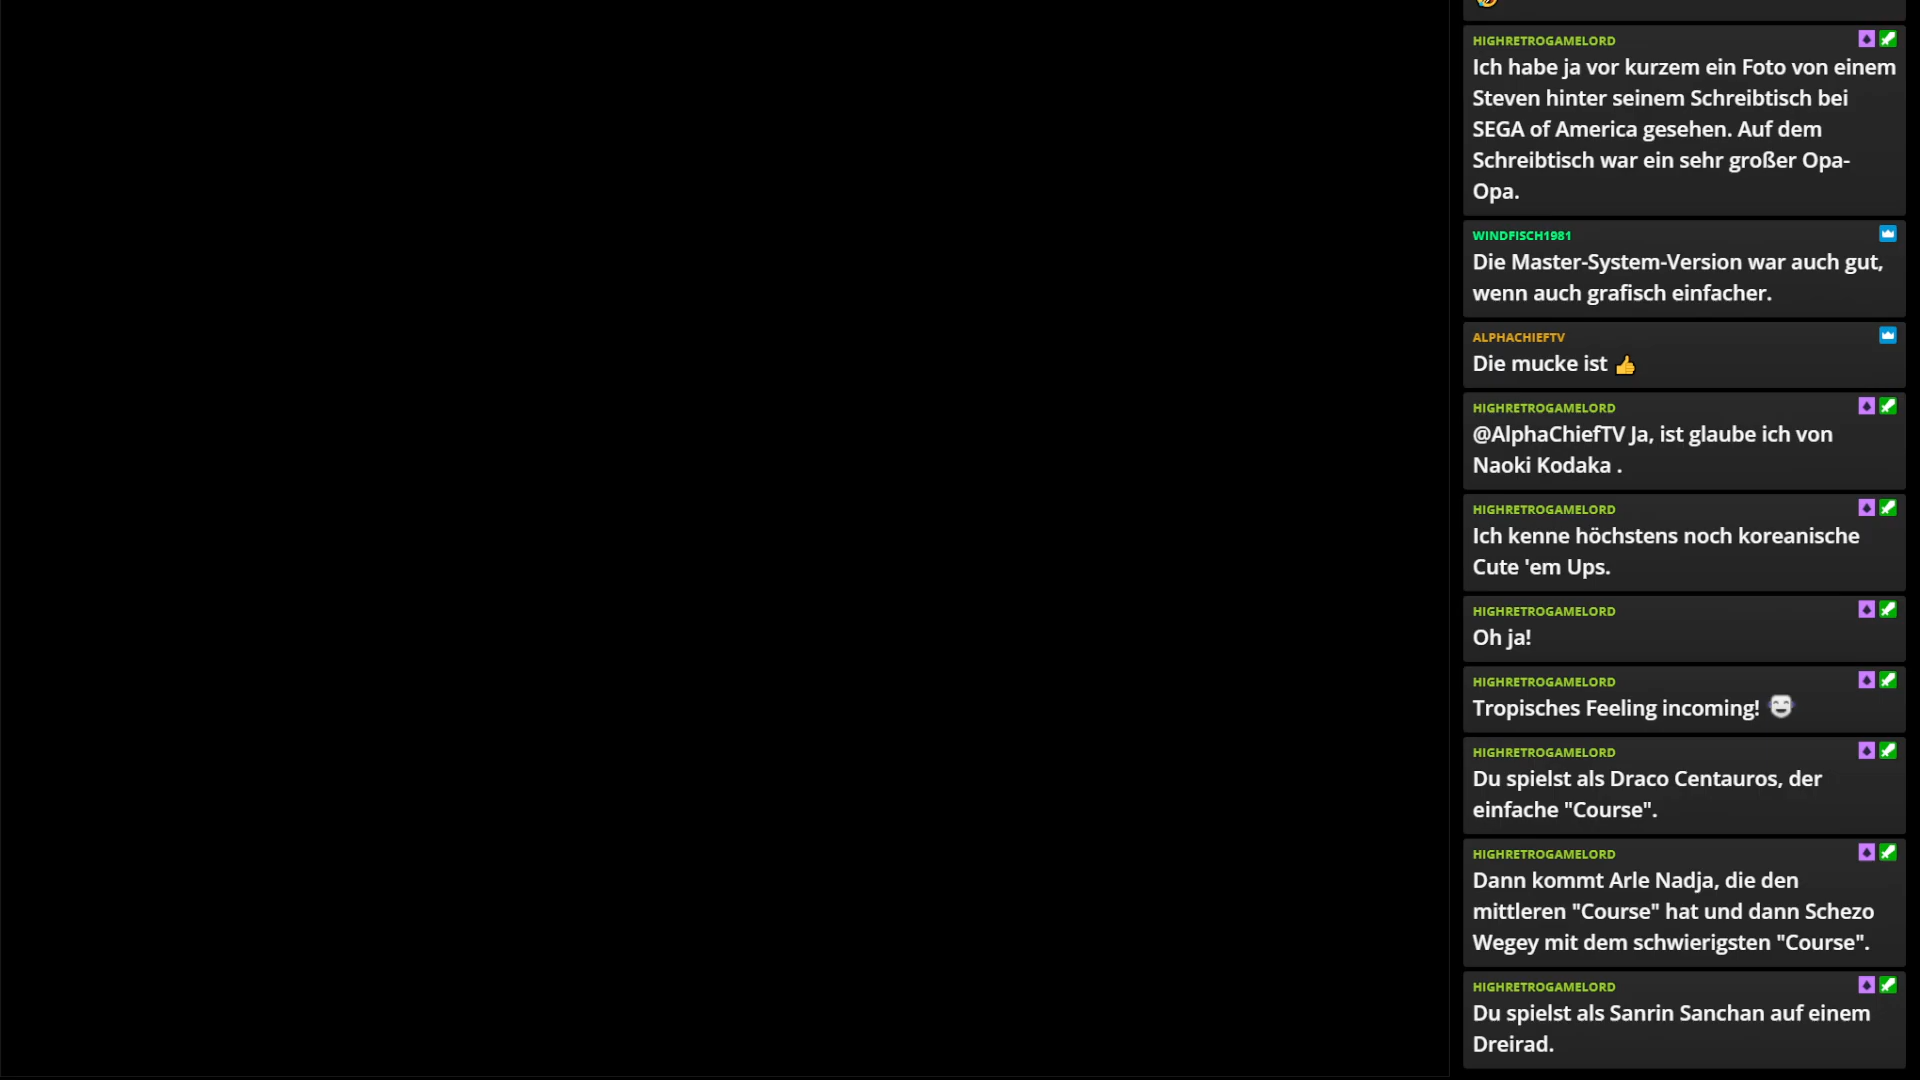 HIGHRETROGAMELORD
Ich habe ja vor kurzem ein Foto von einem
Steven hinter seinem Schreibtisch bei
SEGA of America gesehen. Auf dem
Schreibtisch war ein sehr großer Opa-
Opa.
WINDFISCH1981
Die Master-System-Version war auch gut,
wenn auch grafisch einfacher.
ALPHACHIEFTV
Die mucke ist 👍
HIGHRETROGAMELORD
@AlphaChiefTV Ja, ist glaube ich von
Naoki Kodaka .
HIGHRETROGAMELORD
Ich kenne höchstens noch koreanische
Cute 'em Ups.
HIGHRETROGAMELORD
Oh ja!
HIGHRETROGAMELORD
Tropisches Feeling incoming!
HIGHRETROGAMELORD
Du spielst als Draco Centauros, der
einfache "Course".
HIGHRETROGAMELORD
Dann kommt Arle Nadja, die den
mittleren "Course" hat und dann Schezo
Wegey mit dem schwierigsten "Course".
HIGHRETROGAMELORD
Du spielst als Sanrin Sanchan auf einem
Dreirad.